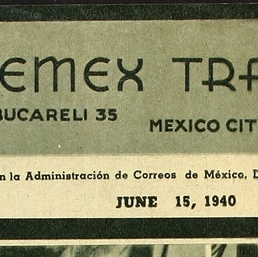 EMEX TRA
BUCARELI 35
MEXICO CIT
n la Administración de Correos de México, D
JUNE 15, 1940